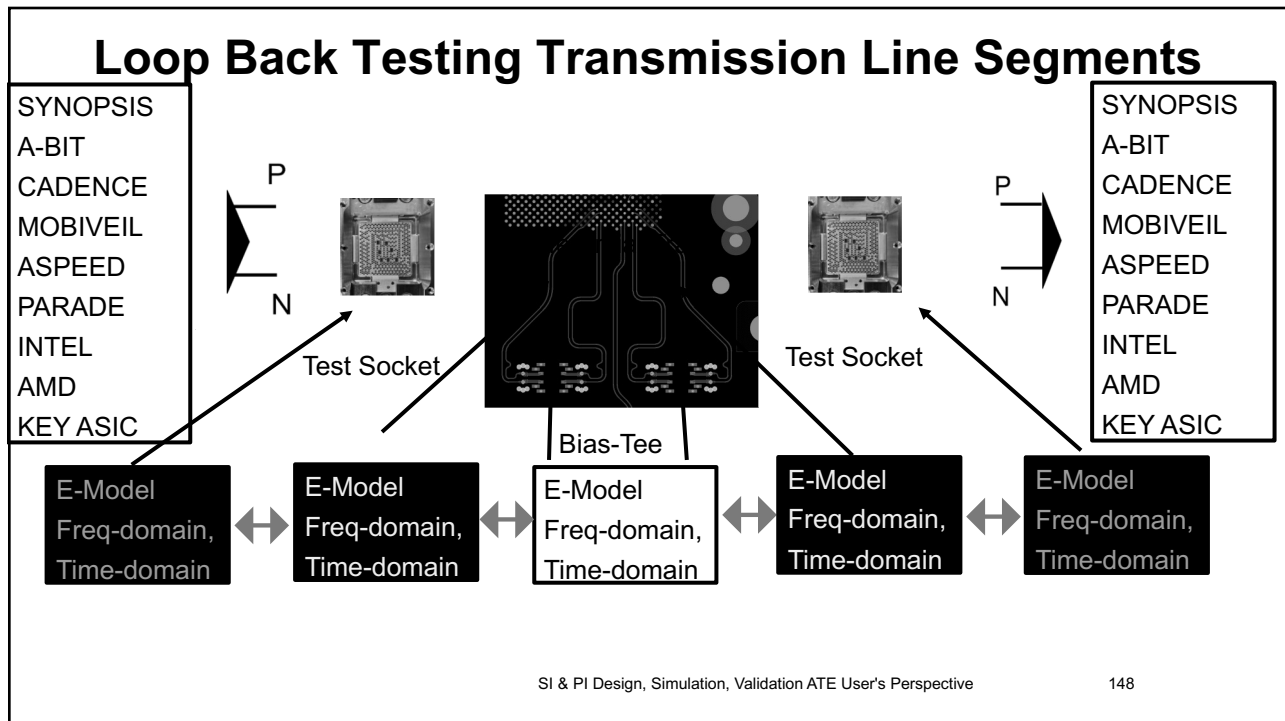 Loop Back Testing Transmission Line Segments
SYNOPSIS
A-BIT
CADENCE
MOBIVEIL
ASPEED
PARADE
INTEL
AMD
KEY ASIC
P
N
Test Socket
Bias-Tee
Test Socket
P
N
SYNOPSIS
A-BIT
CADENCE
MOBIVEIL
ASPEED
PARADE
INTEL
AMD
KEY ASIC
E-Model
Freq-domain,
Time-domain
E-Model
Freq-domain,
Time-domain
E-Model
Freq-domain,
Time-domain
E-Model
Freq-domain,
Time-domain
E-Model
Freq-domain,
Time-domain
SI & PI Design, Simulation, Validation ATE User's Perspective
148